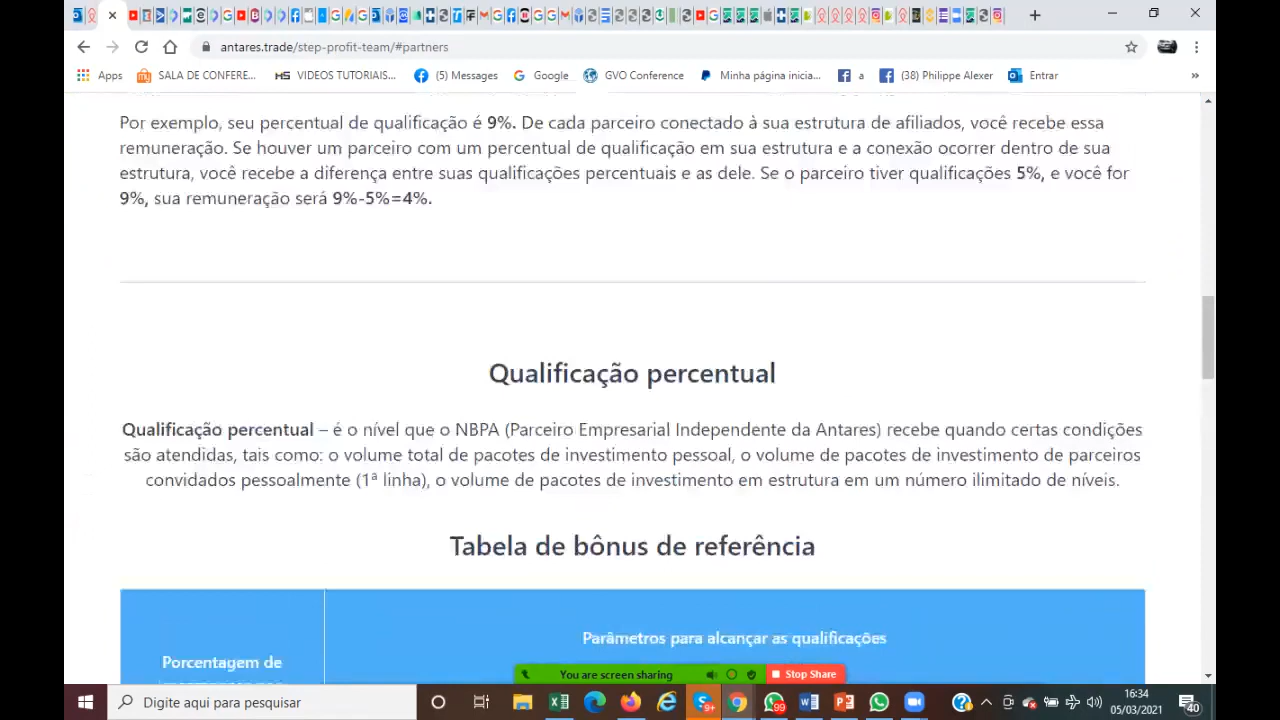 antares.trade/step-profit-team/#partners
Apps SALA DE CONFERE... VIDEOS TUTORIAIS... (5) Messages Google GVO Conference Minha página inicia... a (38) Philippe Alexer Entrar »
Por exemplo, seu percentual de qualificação é 9%. De cada parceiro conectado à sua estrutura de afiliados, você recebe essa
remuneração. Se houver um parceiro com um percentual de qualificação em sua estrutura e a conexão ocorrer dentro de sua
estrutura, você recebe a diferença entre suas qualificações percentuais e as dele. Se o parceiro tiver qualificações 5%, e você for
9%, sua remuneração será 9%-5%=4%.
Qualificação percentual
Qualificação percentual – é o nível que o NBPA (Parceiro Empresarial Independente da Antares) recebe quando certas condições
são atendidas, tais como: o volume total de pacotes de investimento pessoal, o volume de pacotes de investimento de parceiros
convidados pessoalmente (1ª linha), o volume de pacotes de investimento em estrutura em um número ilimitado de níveis.
Tabela de bônus de referência
Parâmetros para alcançar as qualificações
Porcentagem de
You are screen sharing Stop Share
Digite aqui para pesquisar
16:34
05/03/2021
40